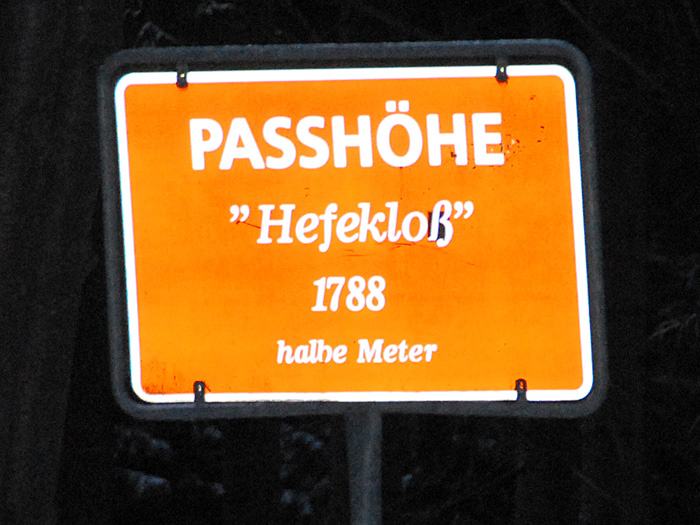 PASSHÖHE
”Hefekloß”
1788
halbe Meter